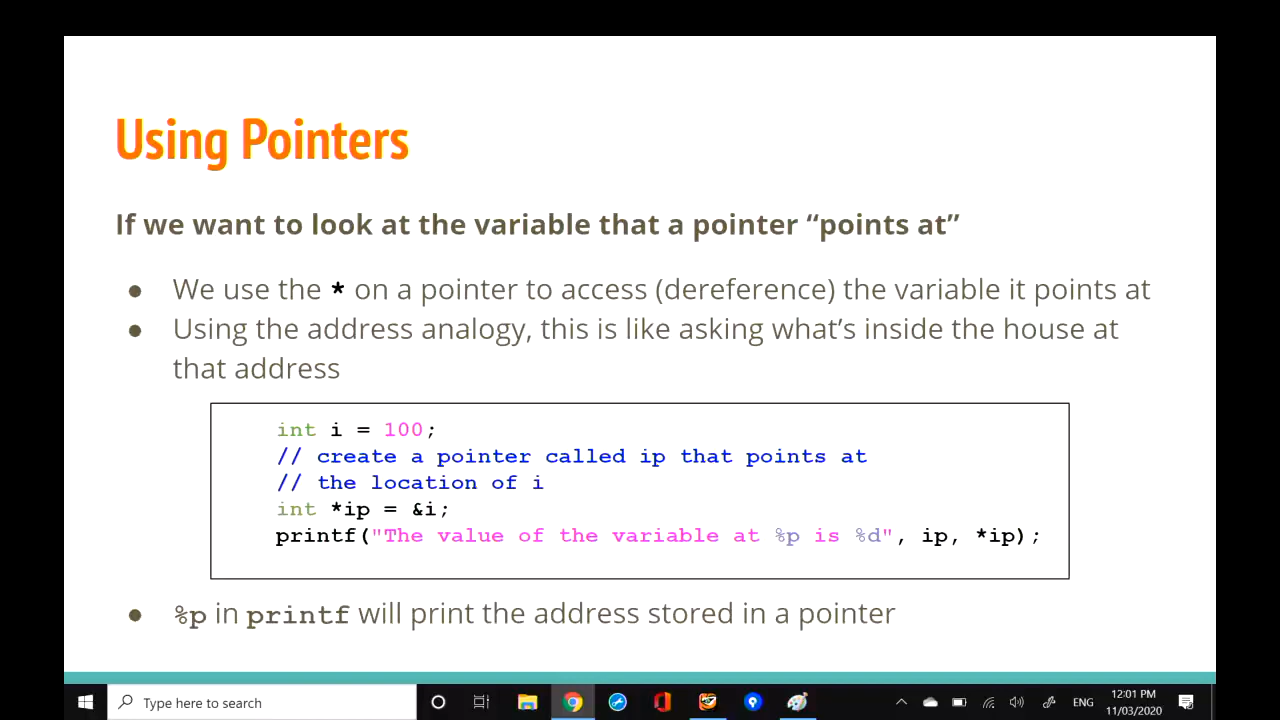 Using Pointers
If we want to look at the variable that a pointer “points at”
● We use the * on a pointer to access (dereference) the variable it points at
● Using the address analogy, this is like asking what’s inside the house at
that address
int i = 100;
// create a pointer called ip that points at
// the location of i
int *ip = &i;
printf("The value of the variable at %p is %d", ip, *ip);
● %p in printf will print the address stored in a pointer
Type here to search
ENG
12:01 PM
11/03/2020